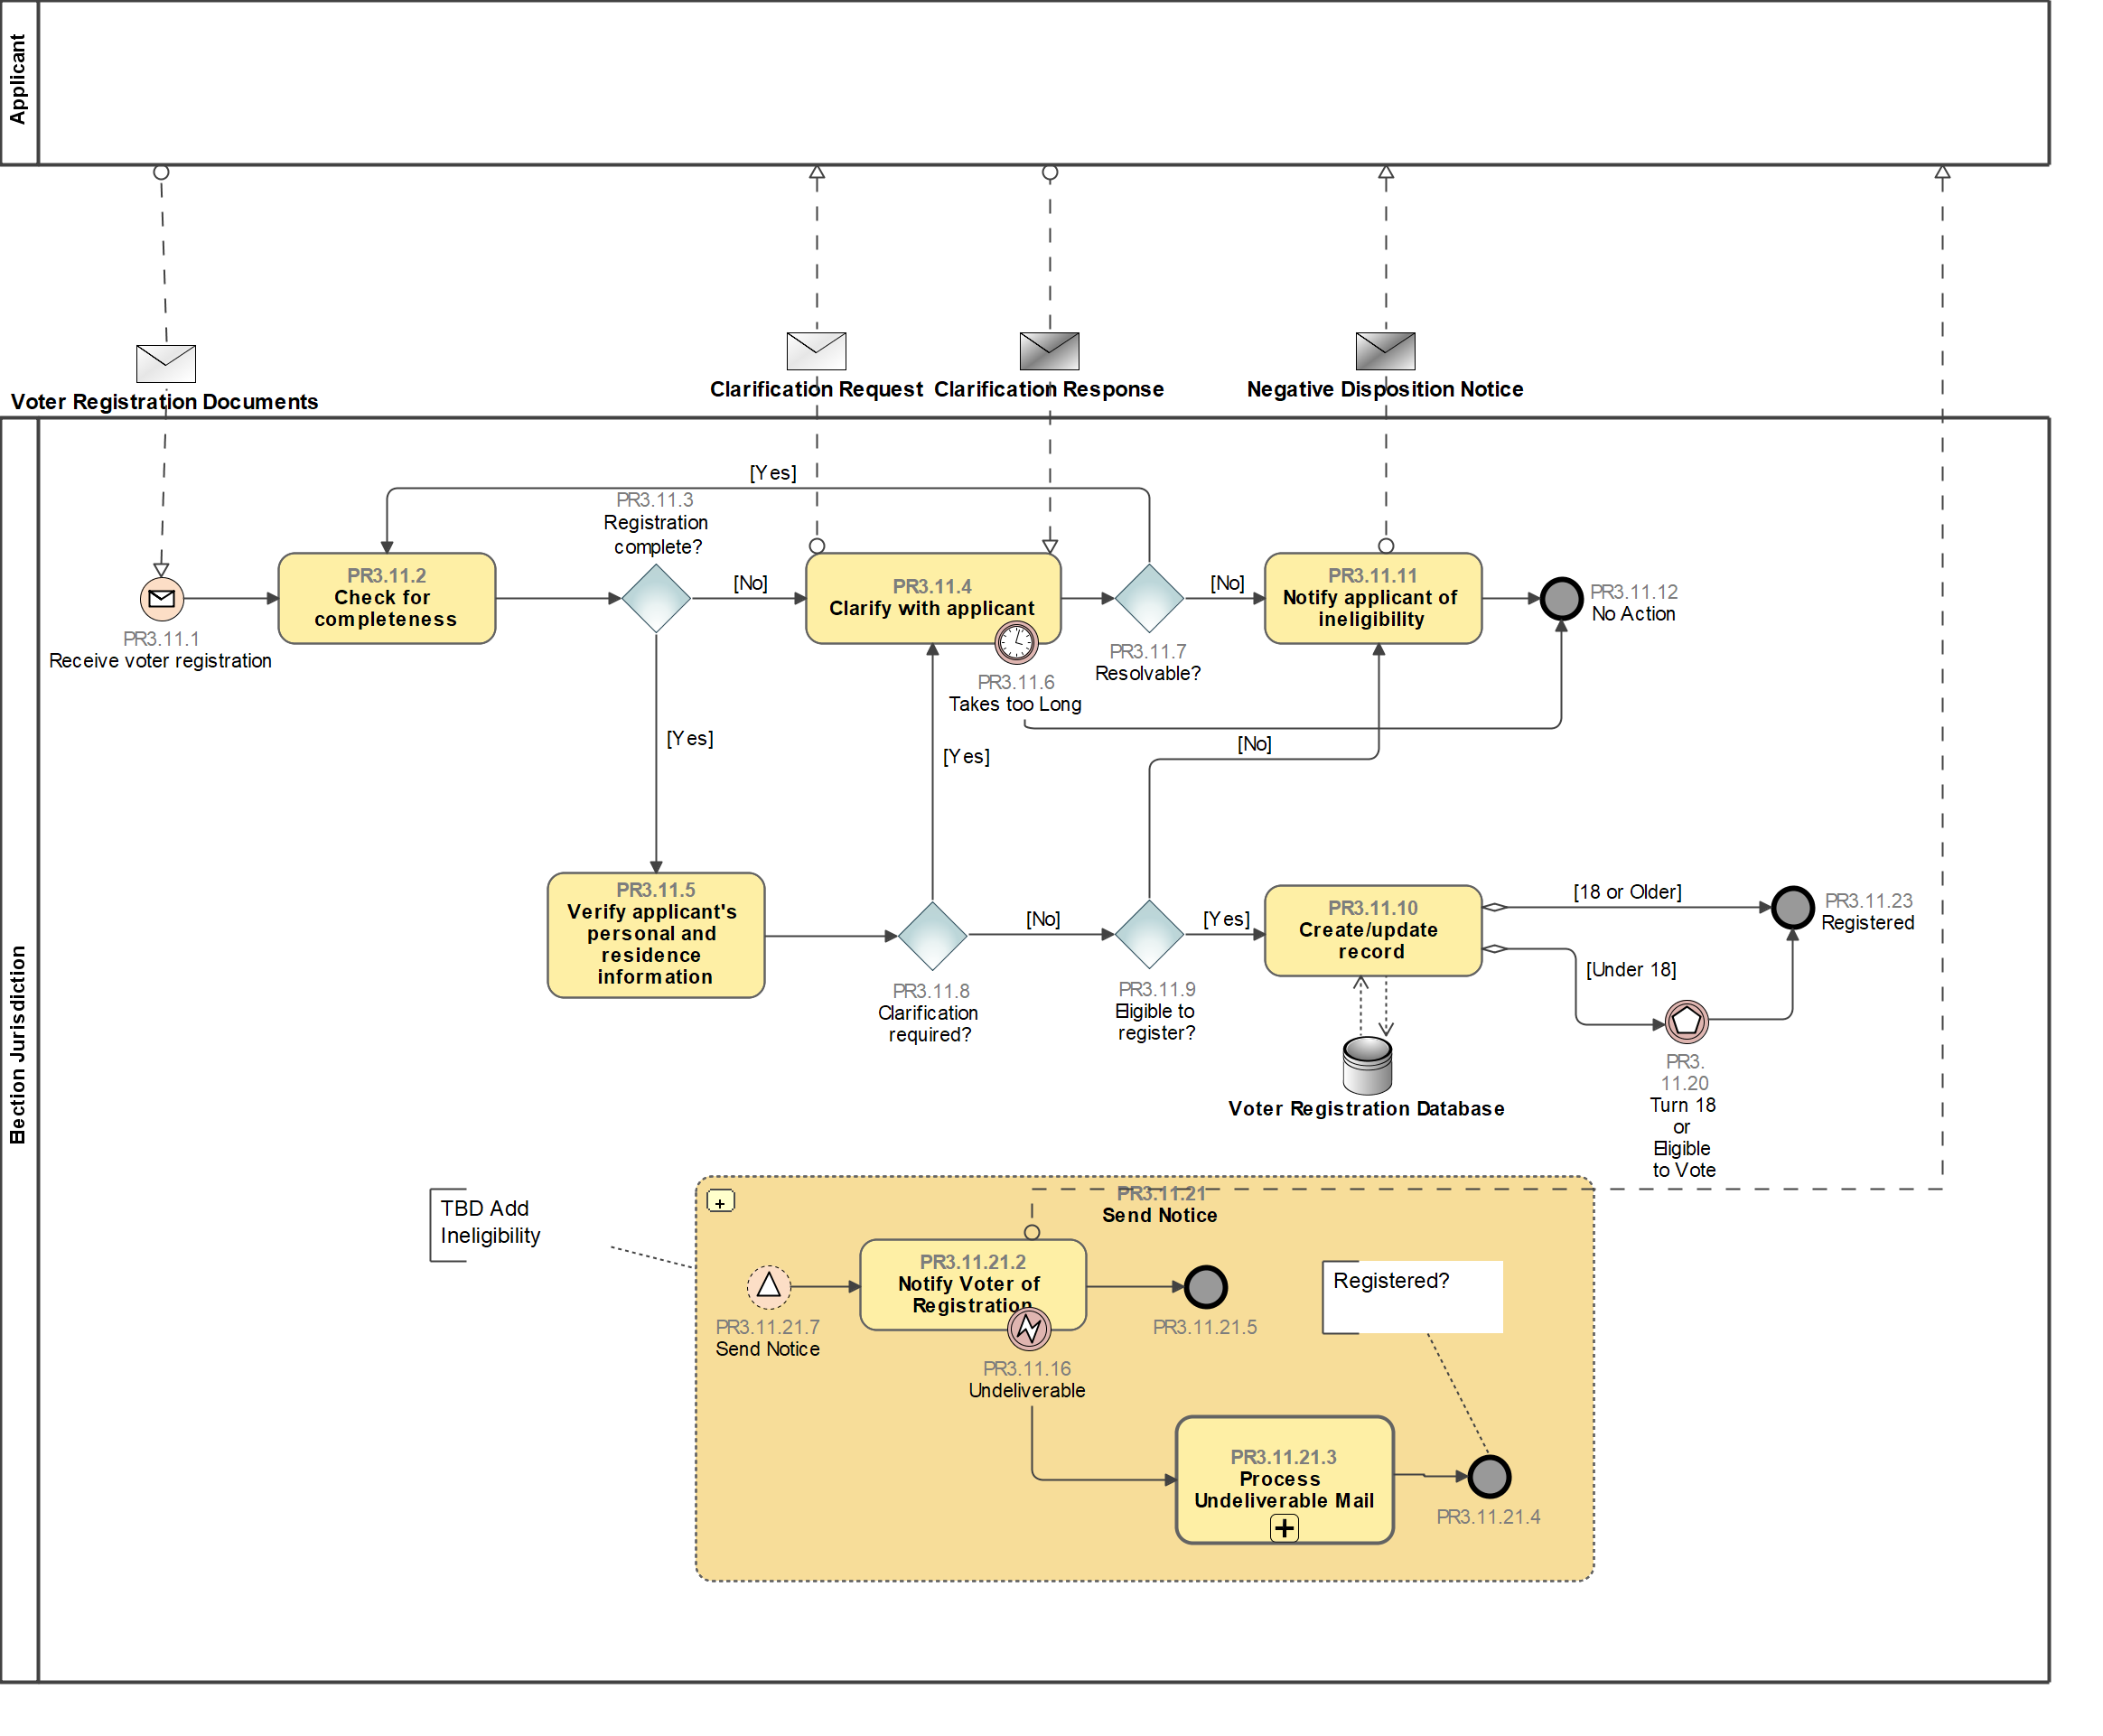 Applicant
Voter Registration Documents
Clarification Request
Clarification Response
Negative Disposition Notice
Election Jurisdiction
[Yes]
PR3.11.3
Registration
complete?
PR3.11.1
Receive voter registration
PR3.11.2
Check for
completeness
[No]
PR3.11.4
Clarify with applicant
PR3.11.6
Takes too Long
PR3.11.7
Resolvable?
[No]
PR3.11.11
Notify applicant of
ineligibility
PR3.11.12
No Action
[Yes]
[Yes]
[No]
PR3.11.5
Verify applicant's
personal and
residence
information
PR3.11.8
Clarification
required?
[No]
PR3.11.9
Eligible to
register?
[Yes]
PR3.11.10
Create/update
record
[18 or Older]
PR3.11.23
Registered
[Under 18]
PR3.
11.20
Turn 18
or
Eligible
to Vote
Voter Registration Database
TBD Add
Ineligibility
PR3.11.21
Send Notice
PR3.11.21.7
Send Notice
PR3.11.21.2
Notify Voter of
Registration
PR3.11.16
Undeliverable
PR3.11.21.5
Registered?
PR3.11.21.3
Process
Undeliverable Mail
PR3.11.21.4